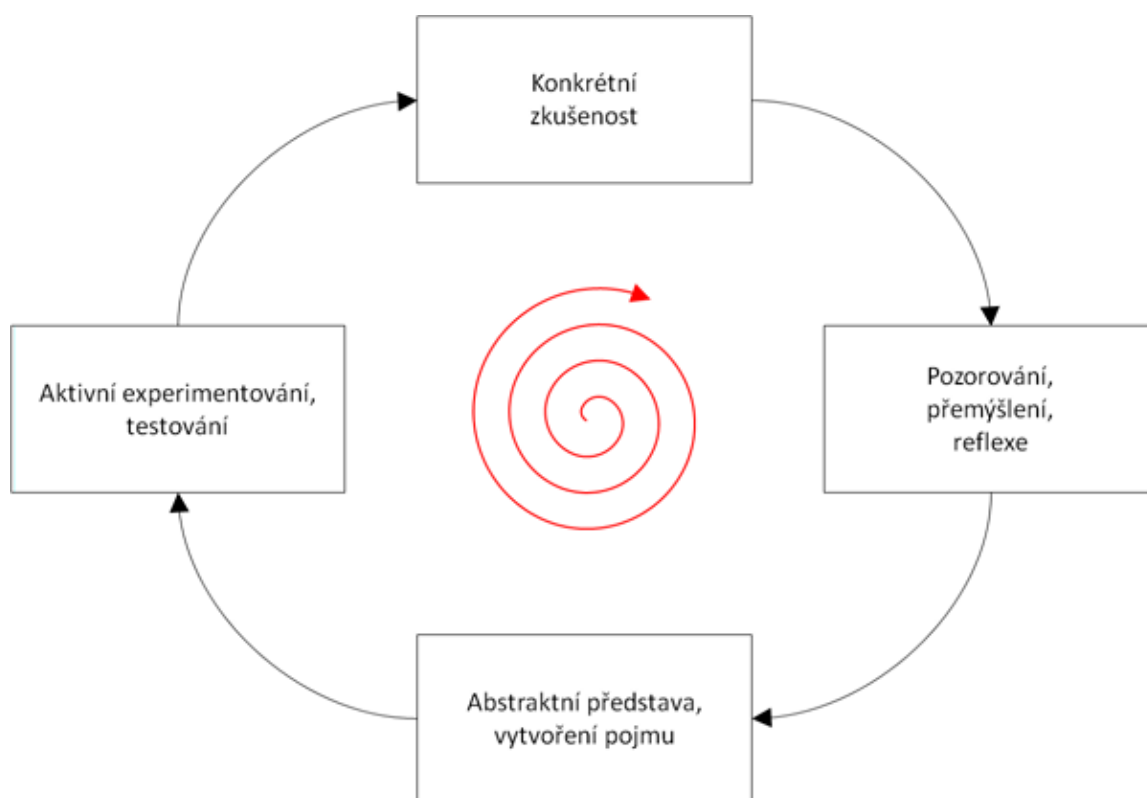 Konkrétní
zkušenost
Aktivní experimentování,
testování
Pozorování,
přemýšlení,
reflexe
Abstraktní představa,
vytvoření pojmu